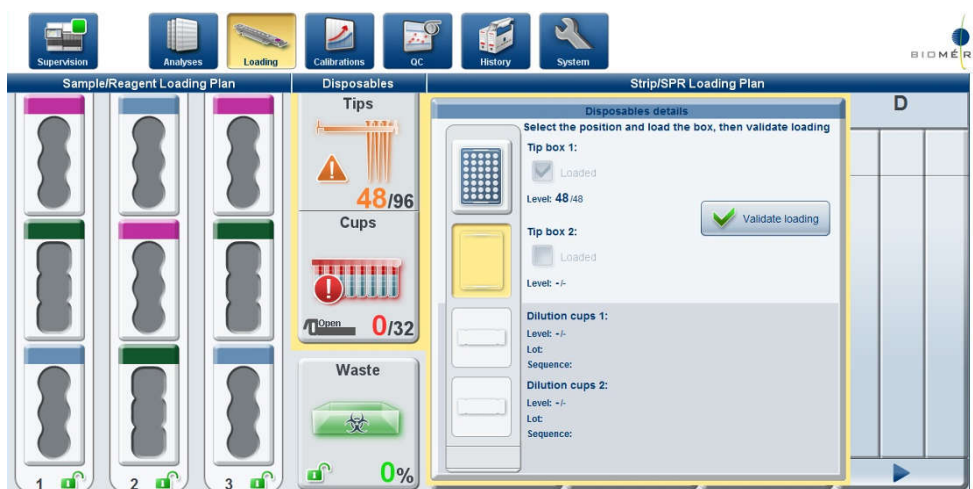 Supervision
Analyses
Loading
Calibrations
QC
History
System
BIOMÉR
Sample/Reagent Loading Plan
Disposables
Strip/SPR Loading Plan
Tips
48/96
Cups
Open
0/32
Waste
0%
1
2
3
Disposables details
Select the position and load the box, then validate loading
Tip box 1:
Loaded
Level: 48/48
Validate loading
Tip box 2:
Loaded
Level: -/-
Dilution cups 1:
Level: -/-
Lot:
Sequence:
Dilution cups 2:
Level: -/-
Lot:
Sequence:
D